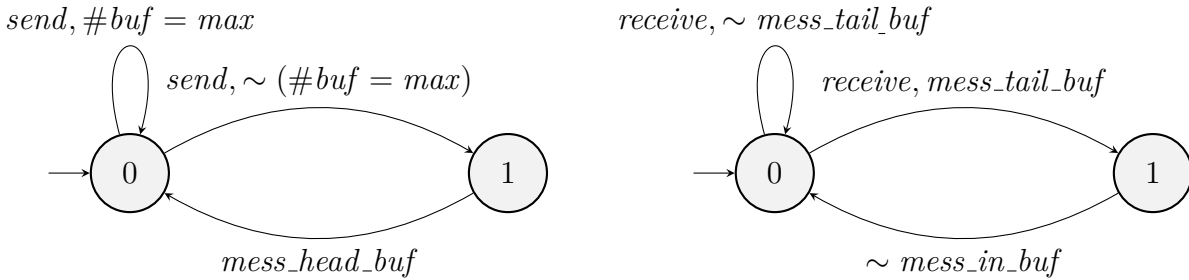 send, #buf = max
send, ∼ (#buf = max)
0
1
mess_head_buf
receive, ∼ mess_tail_buf
receive, mess_tail_buf
0
1
∼ mess_in_buf